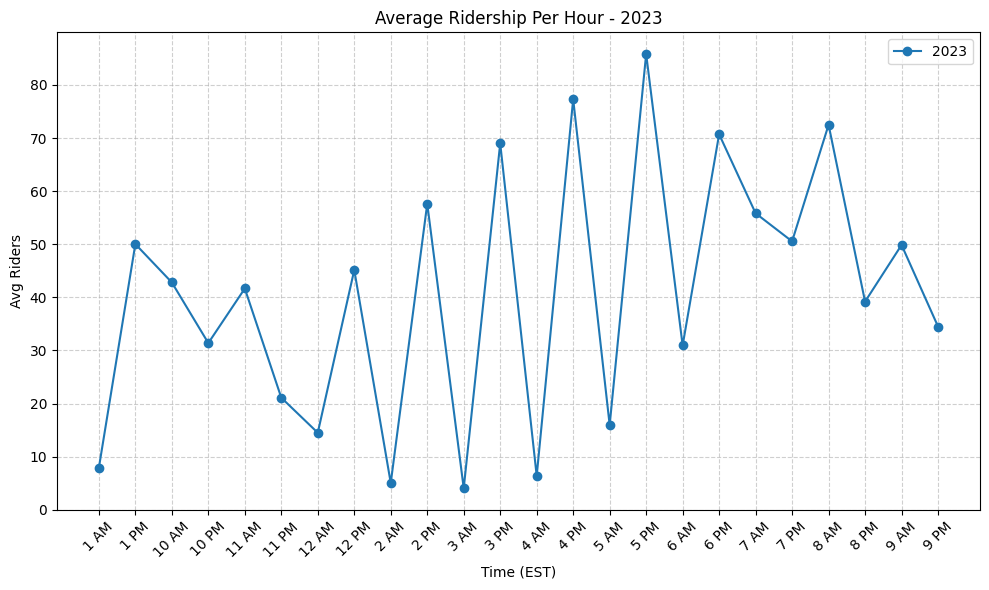 Average Ridership Per Hour - 2023
2023
Avg Riders
80
70
60
50
40
30
20
10
0
1 AM
1 PM
10 AM
10 PM
11 AM
11 PM
12 AM
12 PM
2 AM
2 PM
3 AM
3 PM
4 AM
4 PM
5 AM
5 PM
6 AM
6 PM
7 AM
7 PM
8 AM
8 PM
9 AM
9 PM
Time (EST)